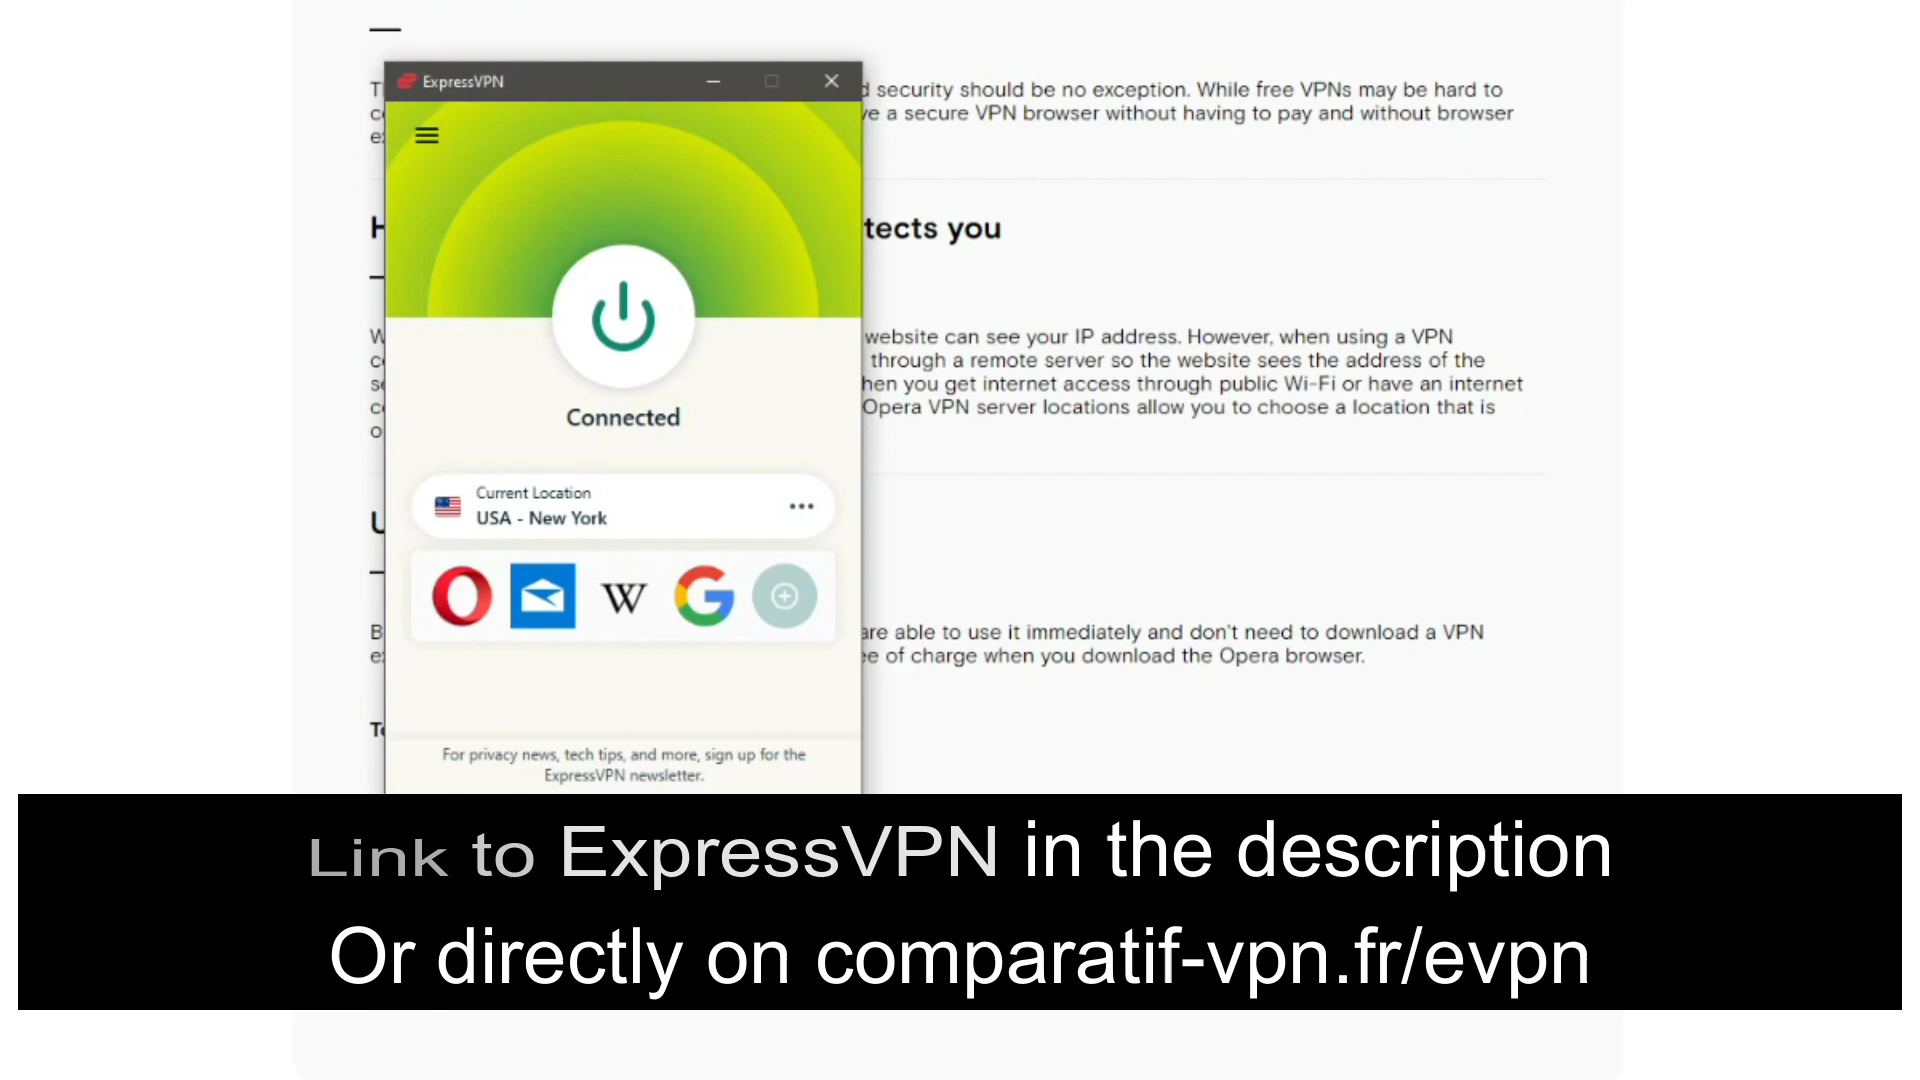 ExpressVPN
security should be no exception. While free VPNs may be hard to
a secure VPN browser without having to pay and without browser
you
website can see your IP address. However, when using a VPN
through a remote server so the website sees the address of the
you get internet access through public Wi-Fi or have an internet
Opera VPN server locations allow you to choose a location that is
Connected
Current Location
USA - New York
W
G
are able to use it immediately and don't need to download a VPN
of charge when you download the Opera browser.
For privacy news, tech tips, and more, sign up for the
ExpressVPN newsletter.
Link to ExpressVPN in the description
Or directly on comparatif-vpn.fr/evpn